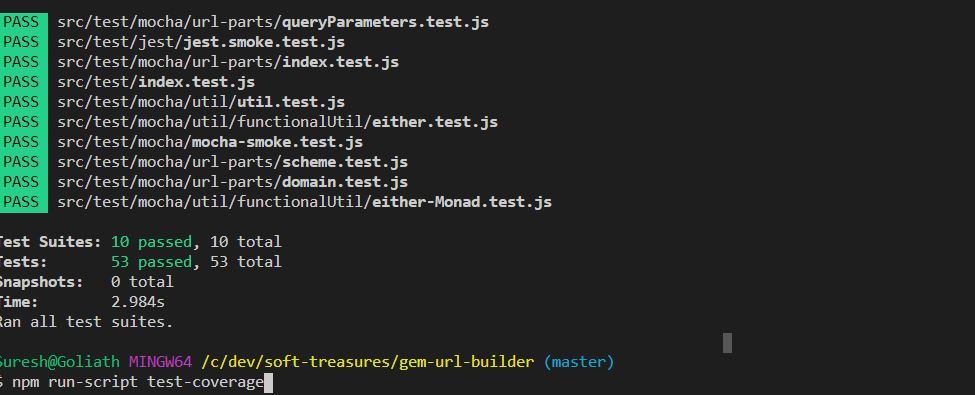 PASS src/test/mocha/url-parts/queryParameters.test.js
PASS src/test/jest/jest.smoke.test.js
PASS src/test/mocha/url-parts/index.test.js
PASS src/test/index.test.js
PASS src/test/mocha/util/util.test.js
PASS src/test/mocha/util/functionalUtil/either.test.js
PASS src/test/mocha/mocha-smoke.test.js
PASS src/test/mocha/url-parts/scheme.test.js
PASS src/test/mocha/url-parts/domain.test.js
PASS src/test/mocha/util/functionalUtil/either-Monad.test.js
Test Suites: 10 passed, 10 total
Tests: 53 passed, 53 total
Snapshots: 0 total
Time: 2.984s
Ran all test suites.
Suresh@Goliath MINGW64 /c/dev/soft-treasures/gem-url-builder (master)
$ npm run-script test-coverage